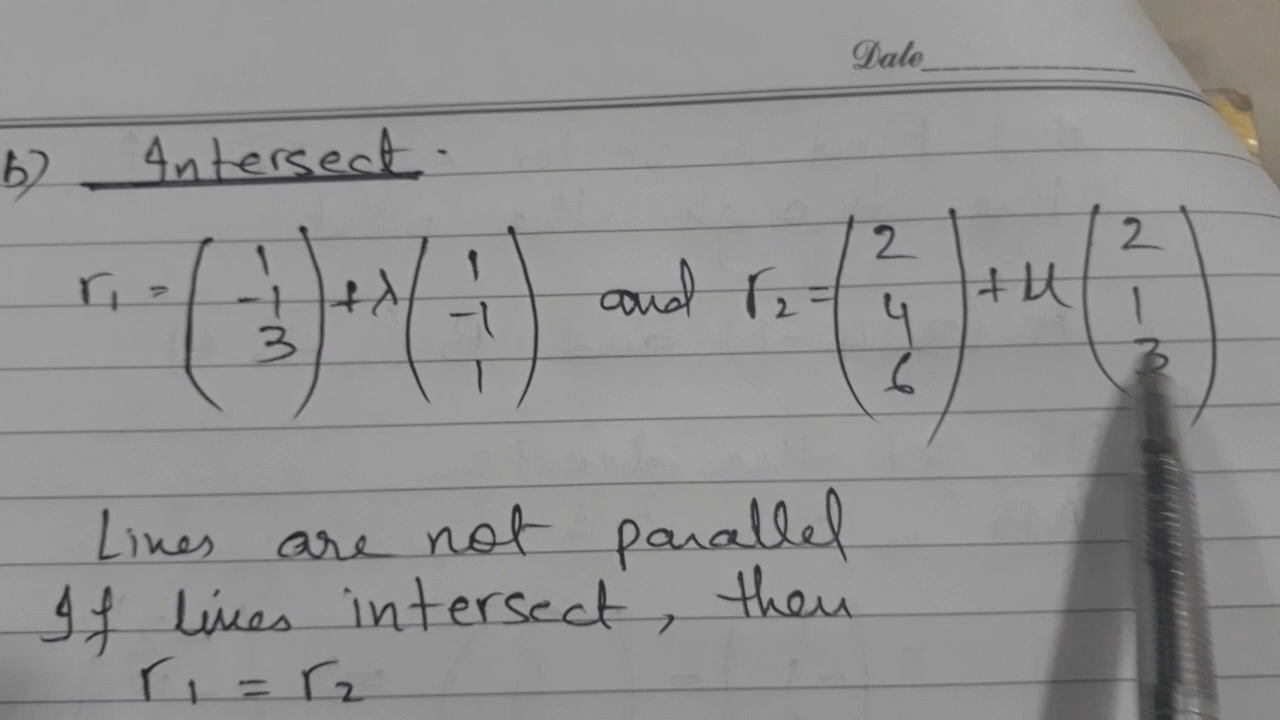 Date
b) Intersect.
r₁ = (1 -1 3) + λ (1 -1 1) and r₂ = (2 4 6) + μ (2 1 3)
Lines are not parallel
If lines intersect, then
r₁ = r₂